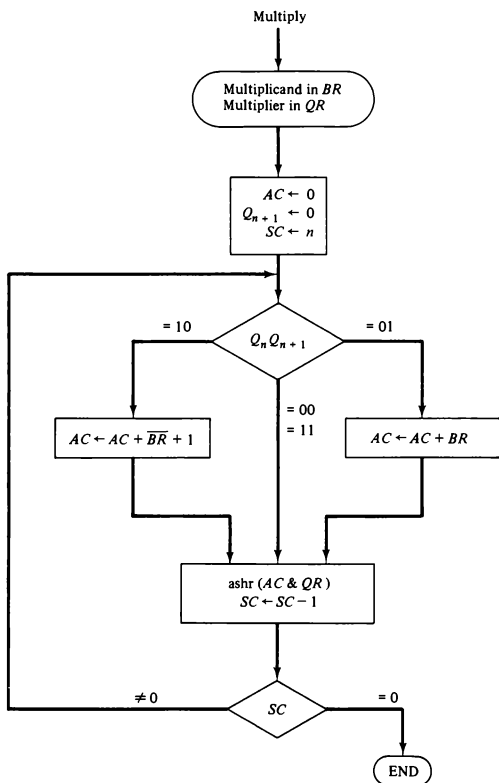 Multiply
Multiplicand in BR
Multiplier in QR
AC ← 0
Qn + 1 ← 0
SC ← n
= 10
QnQn + 1
= 01
= 00
= 11
AC ← AC + B̅R̅ + 1
AC ← AC + BR
ashr (AC & QR)
SC ← SC − 1
≠ 0
SC
= 0
END